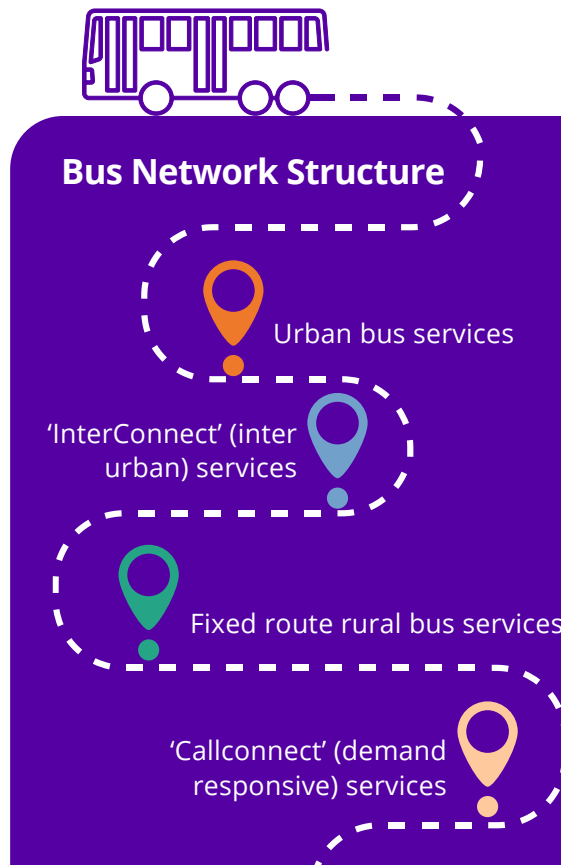 Bus Network Structure
Urban bus services
‘InterConnect’ (inter
urban) services
Fixed route rural bus services
‘Callconnect’ (demand
responsive) services